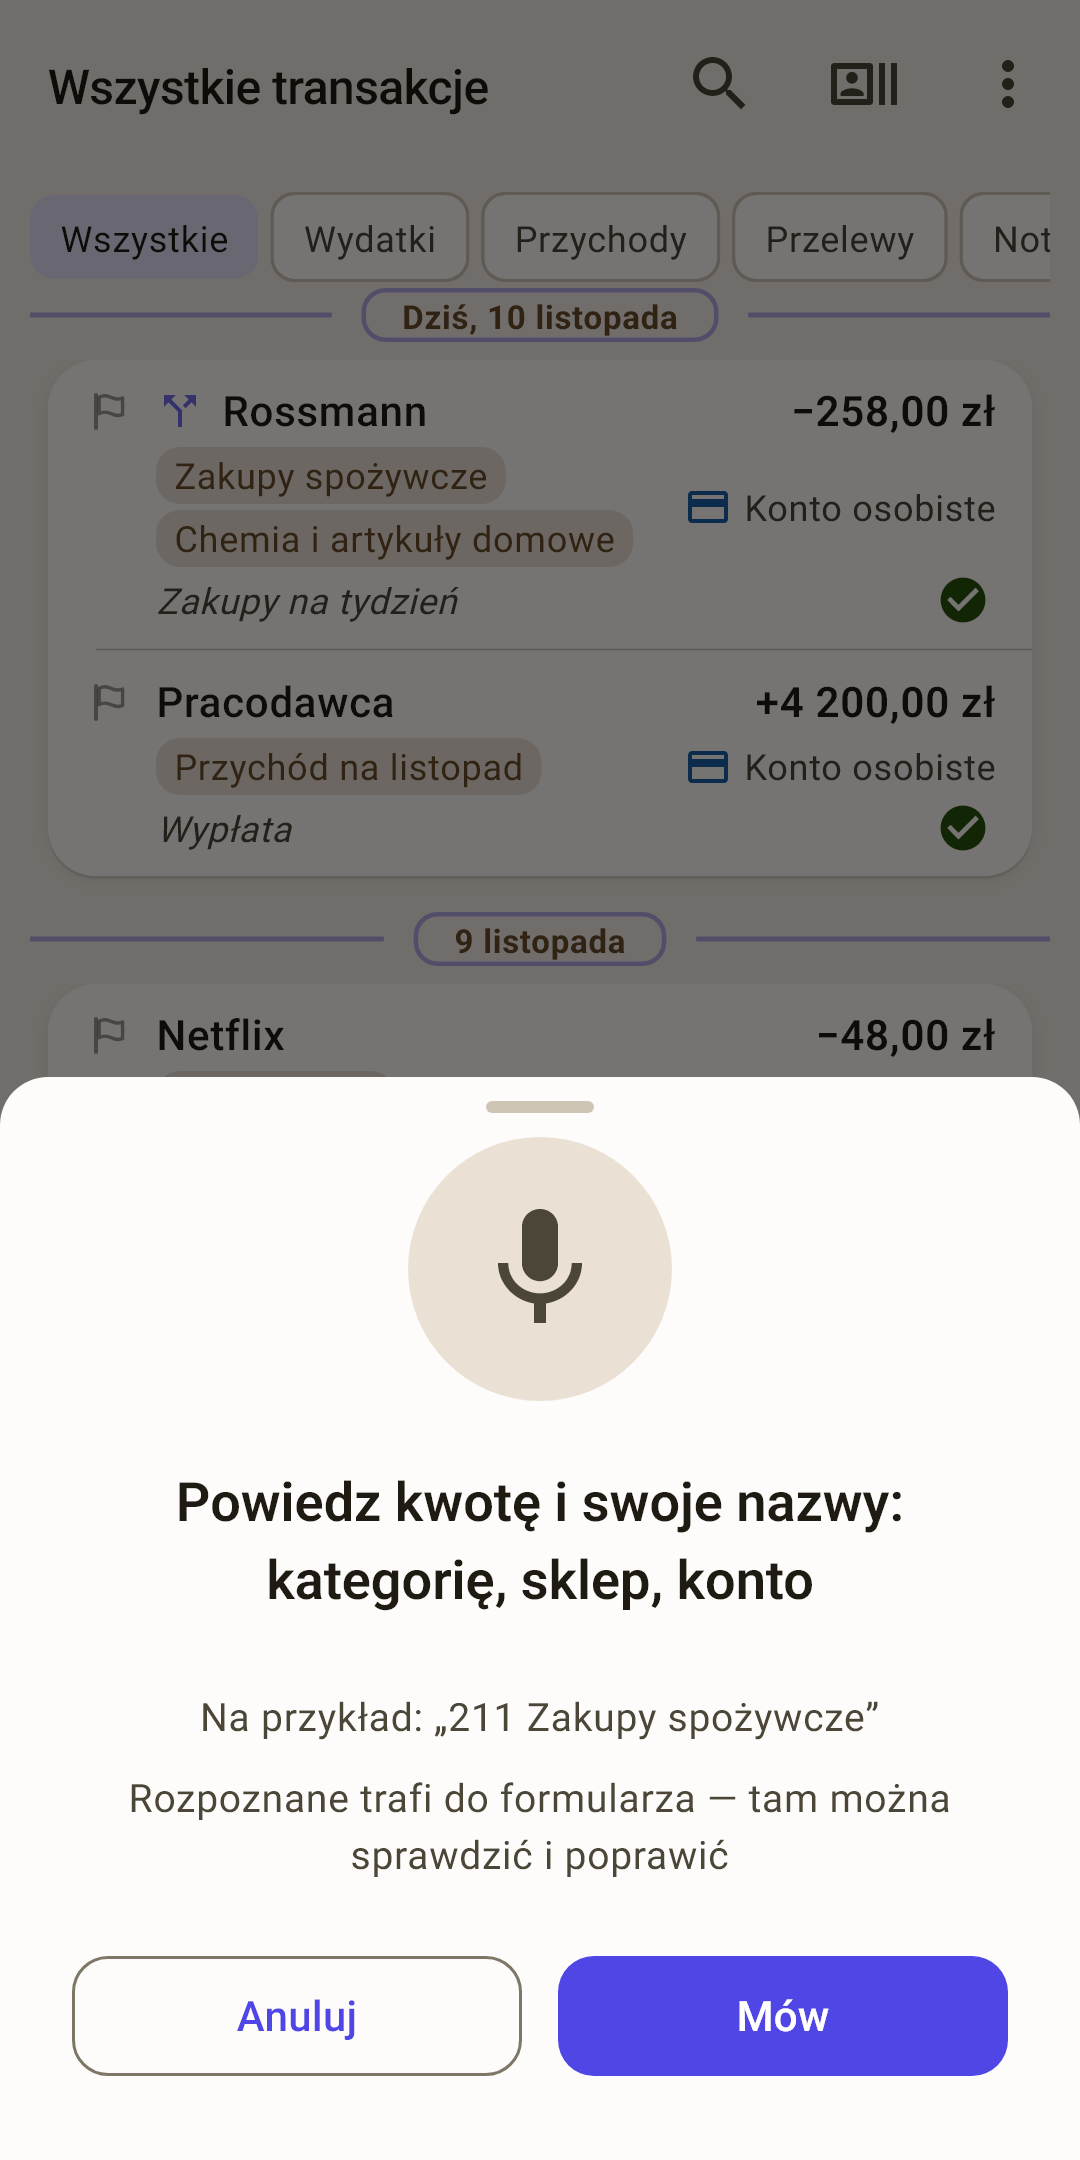 Wszystkie transakcje
Wszystkie Wydatki Przychody Przelewy Not
Dziś, 10 listopada
Rossmann −258,00 zł
Zakupy spożywcze
Konto osobiste
Chemia i artykuły domowe
Zakupy na tydzień
Pracodawca +4 200,00 zł
Przychód na listopad Konto osobiste
Wypłata
9 listopada
Netflix −48,00 zł
Powiedz kwotę i swoje nazwy:
kategorię, sklep, konto
Na przykład: „211 Zakupy spożywcze”
Rozpoznane trafi do formularza — tam można
sprawdzić i poprawić
Anuluj Mów